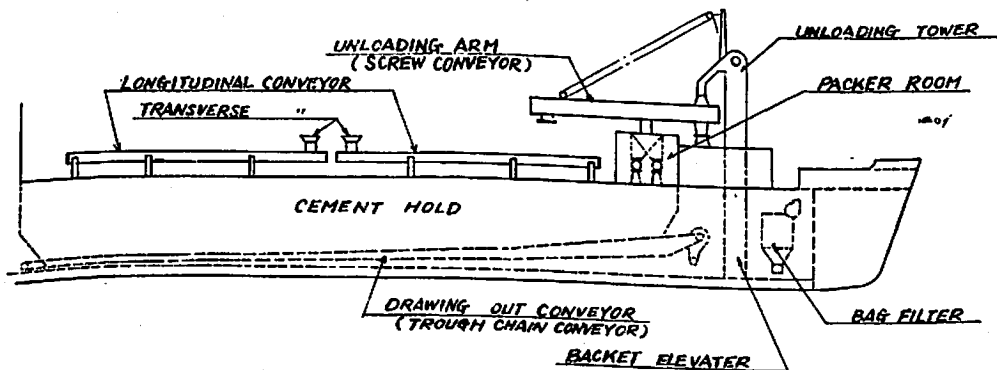 UNLOADING ARM
(SCREW CONVEYOR)
UNLOADING TOWER
LONGITUDINAL CONVEYOR
PACKER ROOM
TRANSVERSE "
CEMENT HOLD
DRAWING OUT CONVEYOR
(TROUGH CHAIN CONVEYOR)
BAG FILTER
BACKET ELEVATER